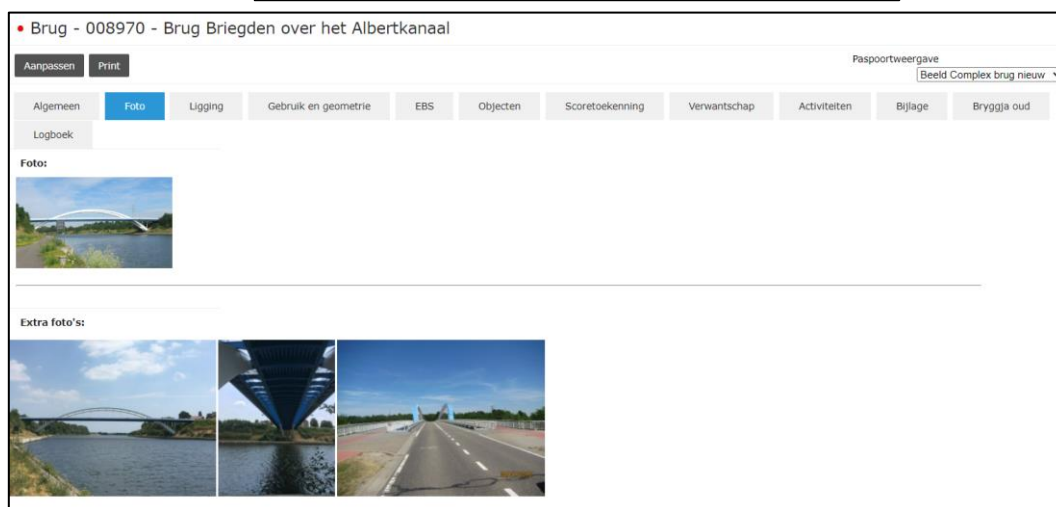 • Brug - 008970 - Brug Briegden over het Albertkanaal
Aanpassen Print
Paspoortweergave
Beeld Complex brug nieuw
Algemeen Foto Ligging Gebruik en geometrie EBS Objecten Scoretoekenning Verwantschap Activiteiten Bijlage Bryggja oud
Logboek
Foto:
Extra foto's: